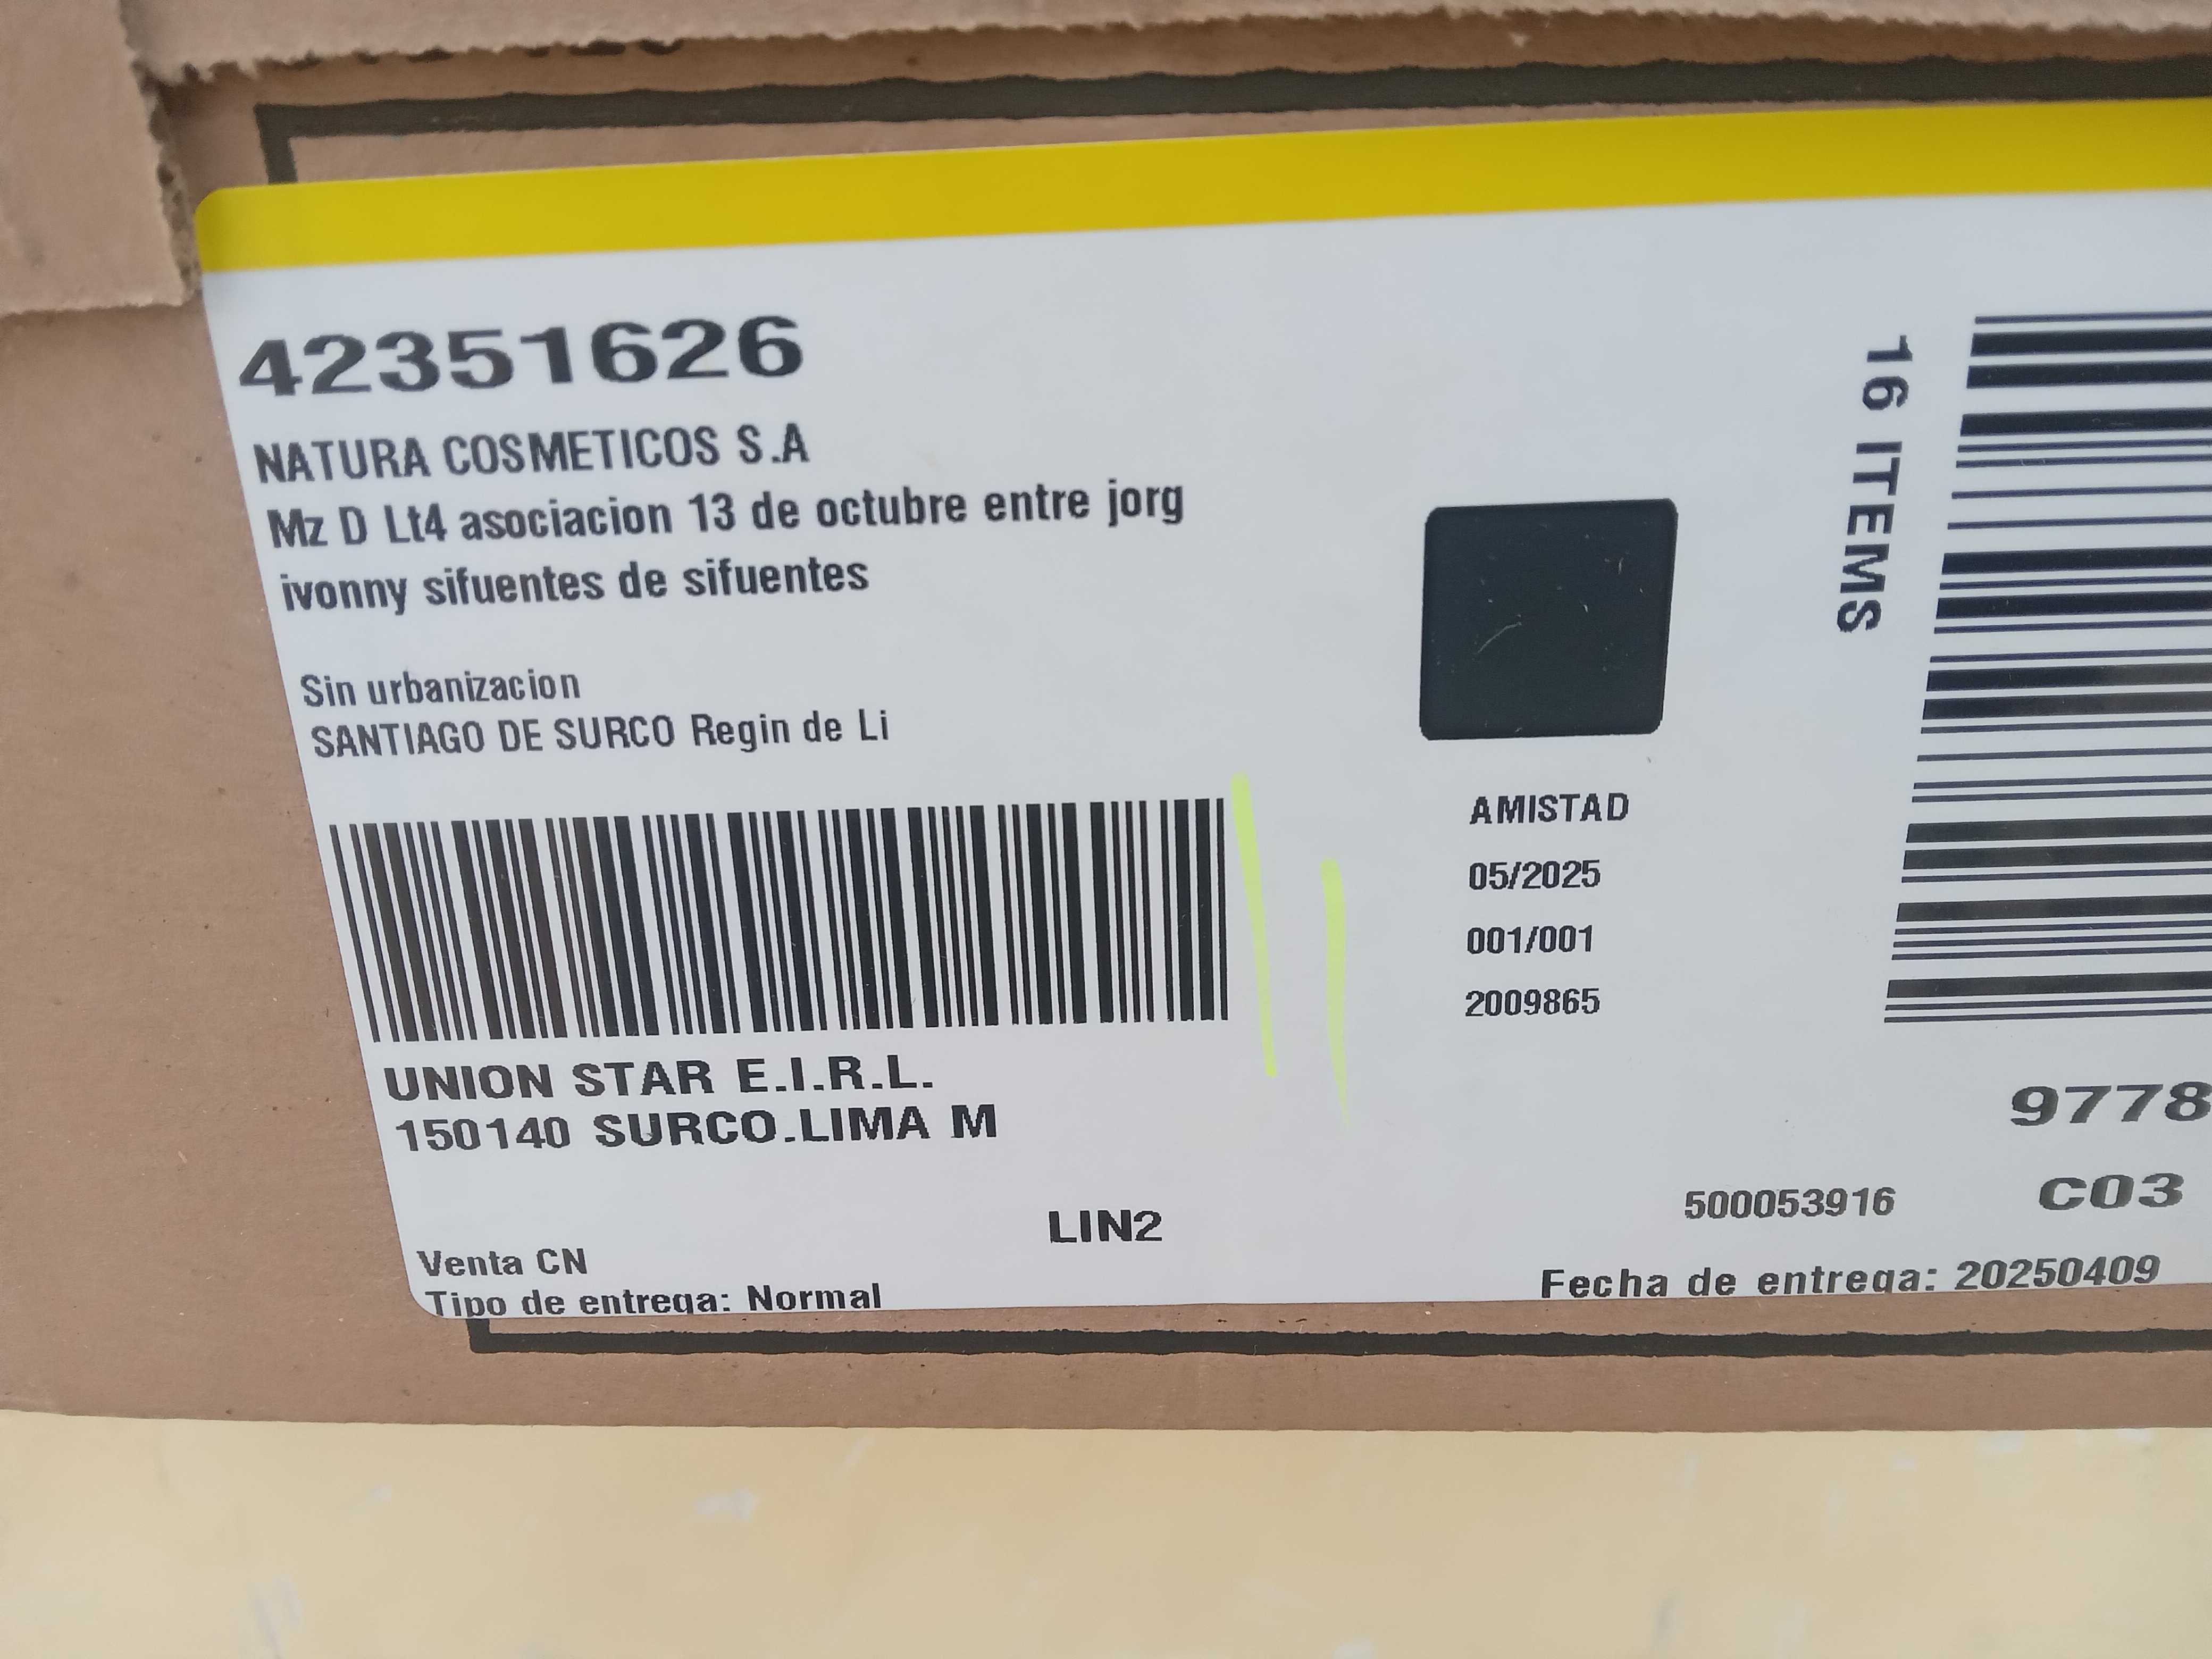 42351626
NATURA COSMETICOS S.A
Mz D Lt4 asociacion 13 de octubre entre jorg
ivonny sifuentes de sifuentes
Sin urbanizacion
SANTIAGO DE SURCO Regin de Li
UNION STAR E.I.R.L.
150140 SURCO.LIMA M
LIN2
Venta CN
Tipo de entrega: Normal
AMISTAD
05/2025
001/001
2009865
16 ITEMS
9778
500053916 C03
Fecha de entrega: 20250409